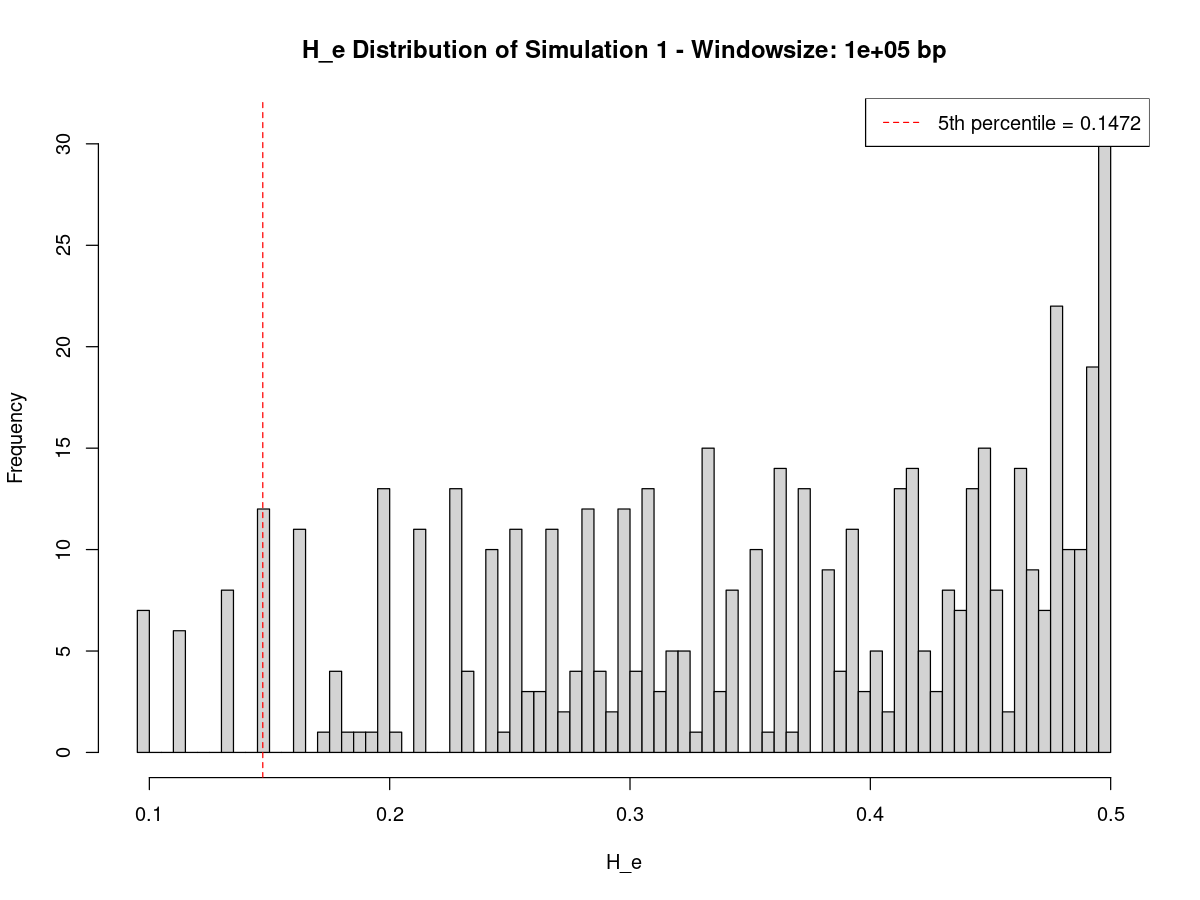 H_e Distribution of Simulation 1 - Windowsize: 1e+05 bp
5th percentile = 0.1472
Frequency
30
25
20
15
10
5
0
0.1 0.2 0.3 0.4 0.5
H_e